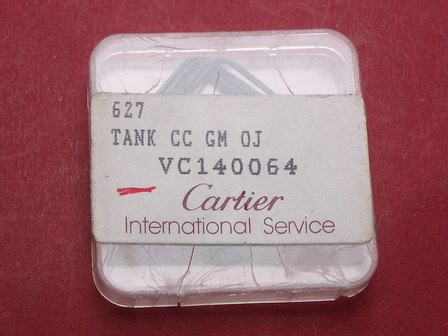 627
TANK CC GM OJ
VC140064
Cartier
International Service